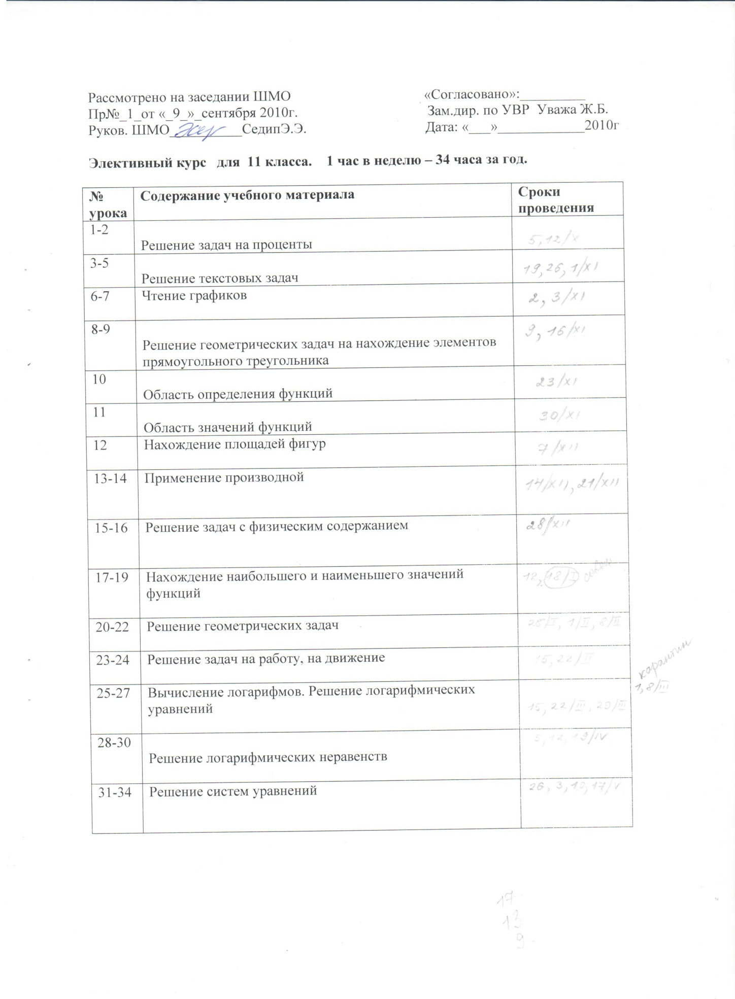 Рассмотрено на заседании ШМО
«Согласовано»:_________
Пр№_1_от «_9_»_сентября 2010г.
Зам.дир. по УВР Уважа Ж.Б.
Руков. ШМО__________СедипЭ.Э.
Дата: «___»____________2010г
Элективный курс для 11 класса. 1 час в неделю – 34 часа за год.
№ урока
Содержание учебного материала
Сроки проведения
1-2
Решение задач на проценты
5,12/X
3-5
Решение текстовых задач
19,26, 1/XI
6-7
Чтение графиков
2, 3/XI
8-9
Решение геометрических задач на нахождение элементов
прямоугольного треугольника
9, 16/XI
10
Область определения функций
23/XI
11
Область значений функций
30/XI
12
Нахождение площадей фигур
7/XII
13-14
Применение производной
14/XII, 21/XII
15-16
Решение задач с физическим содержанием
28/XII
17-19
Нахождение наибольшего и наименьшего значений
функций
12, 18/I
20-22
Решение геометрических задач
25/I, 1/II, 8/II
23-24
Решение задач на работу, на движение
15, 22/II
карантин
1,8/III
25-27
Вычисление логарифмов. Решение логарифмических
уравнений
15, 22/III, 29/III
28-30
Решение логарифмических неравенств
5,12,19/IV
31-34
Решение систем уравнений
26, 3,10,17/V
17
13
9